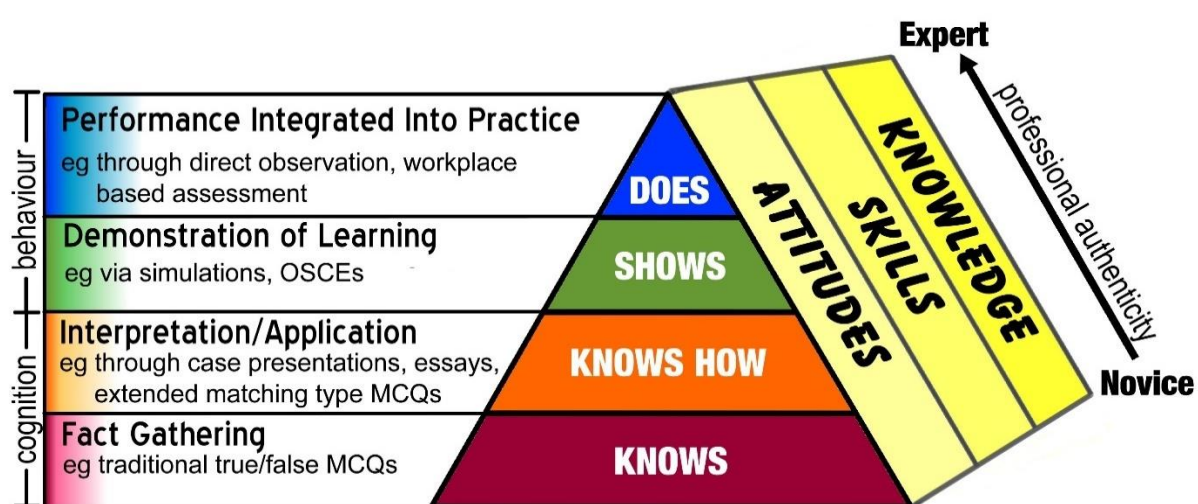 Expert
Performance Integrated Into Practice
eg through direct observation, workplace
based assessment
DOES
Demonstration of Learning
eg via simulations, OSCEs
SHOWS
Interpretation/Application
eg through case presentations, essays,
extended matching type MCQs
KNOWS HOW
Fact Gathering
eg traditional true/false MCQs
KNOWS
behaviour
cognition
ATTITUDES
SKILLS
KNOWLEDGE
professional authenticity
Novice